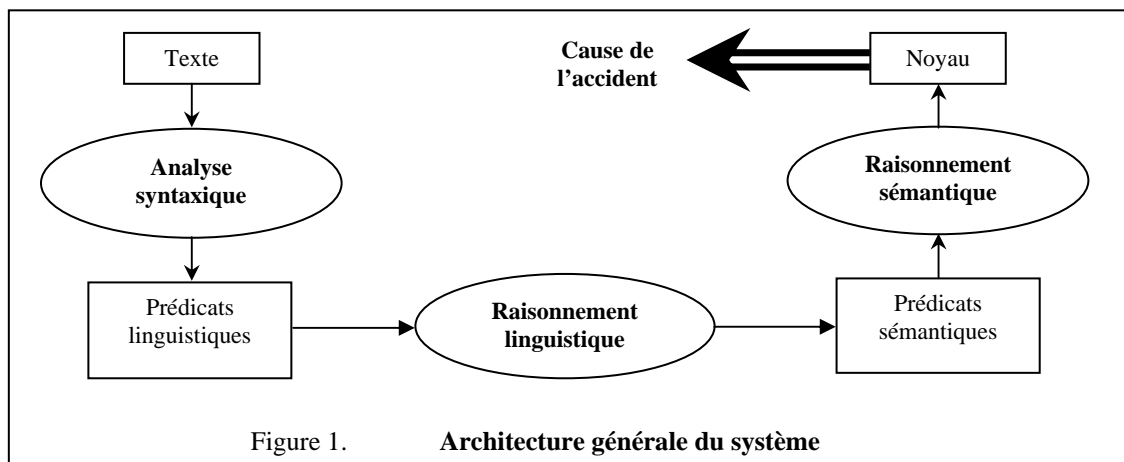 Texte
Analyse
syntaxique
Prédicats
linguistiques
Raisonnement
linguistique
Prédicats
sémantiques
Raisonnement
sémantique
Noyau
Cause de
l'accident
Figure 1. Architecture générale du système